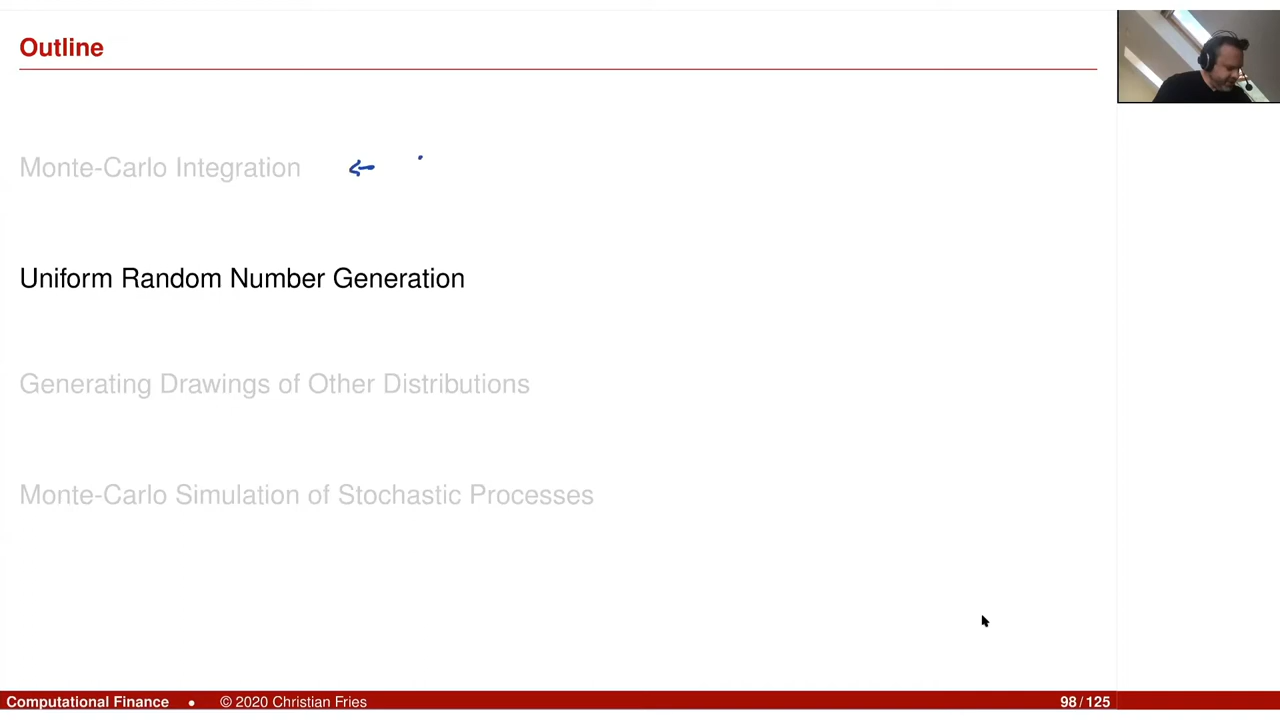 Outline
Monte-Carlo Integration ←
Uniform Random Number Generation
Generating Drawings of Other Distributions
Monte-Carlo Simulation of Stochastic Processes
Computational Finance • © 2020 Christian Fries 98 / 125